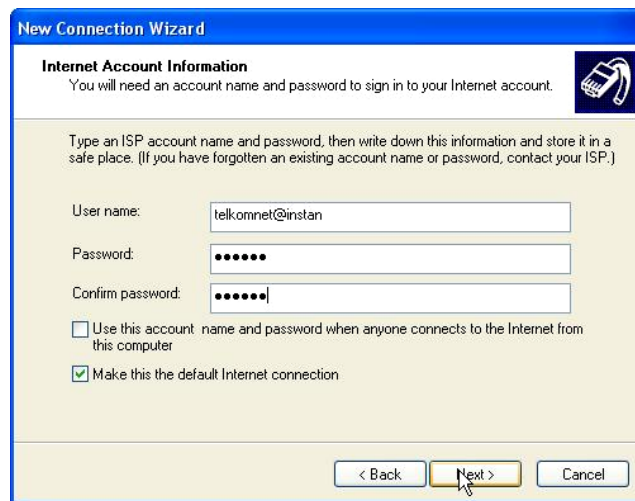 New Connection Wizard
Internet Account Information
You will need an account name and password to sign in to your Internet account.
Type an ISP account name and password, then write down this information and store it in a
safe place. (If you have forgotten an existing account name or password, contact your ISP.)
User name:
telkomnet@instan
Password:
●●●●●●
Confirm password:
●●●●●●
Use this account name and password when anyone connects to the Internet from
this computer
Make this the default Internet connection
< Back
Next >
Cancel